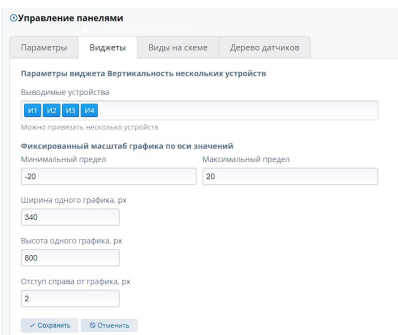 Управление панелями
Параметры Виджеты Виды на схеме Дерево датчиков
Параметры виджета Вертикальность нескольких устройств
Выводимые устройства
И1 И2 И3 И4
Можно привязать несколько устройств
Фиксированный масштаб графика по оси значений
Минимальный предел Максимальный предел
-20 20
Ширина одного графика, px
340
Высота одного графика, px
800
Отступ справа от графика, px
2
Сохранить Отменить